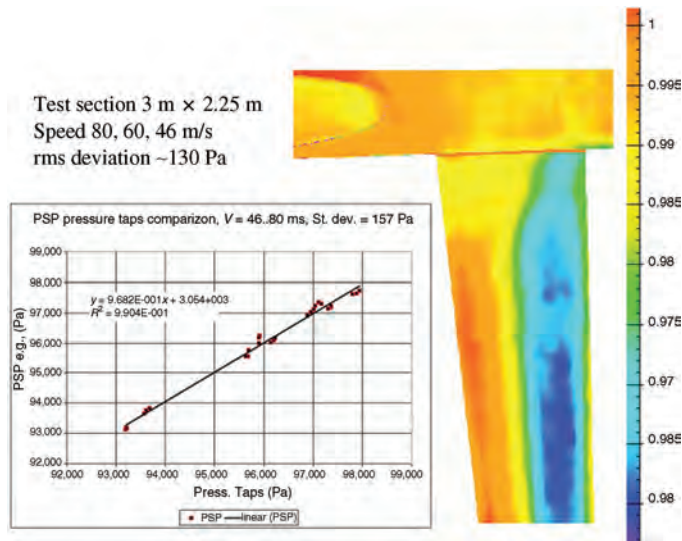 Test section 3 m × 2.25 m
Speed 80, 60, 46 m/s
rms deviation ~130 Pa
PSP pressure taps comparizon, V = 46..80 ms, St. dev. = 157 Pa
99,000
98,000
97,000
96,000
95,000
94,000
93,000
92,000
PSP e.g., (Pa)
y = 9.682E-001x + 3.054+003
R² = 9.904E-001
92,000 93,000 94,000 95,000 96,000 97,000 98,000 99,000
Press. Taps (Pa)
PSP linear (PSP)
1
0.995
0.99
0.985
0.98
0.975
0.97
0.985
0.98